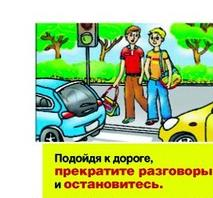 Подойдя к дороге,
прекратите разговоры
и остановитесь.